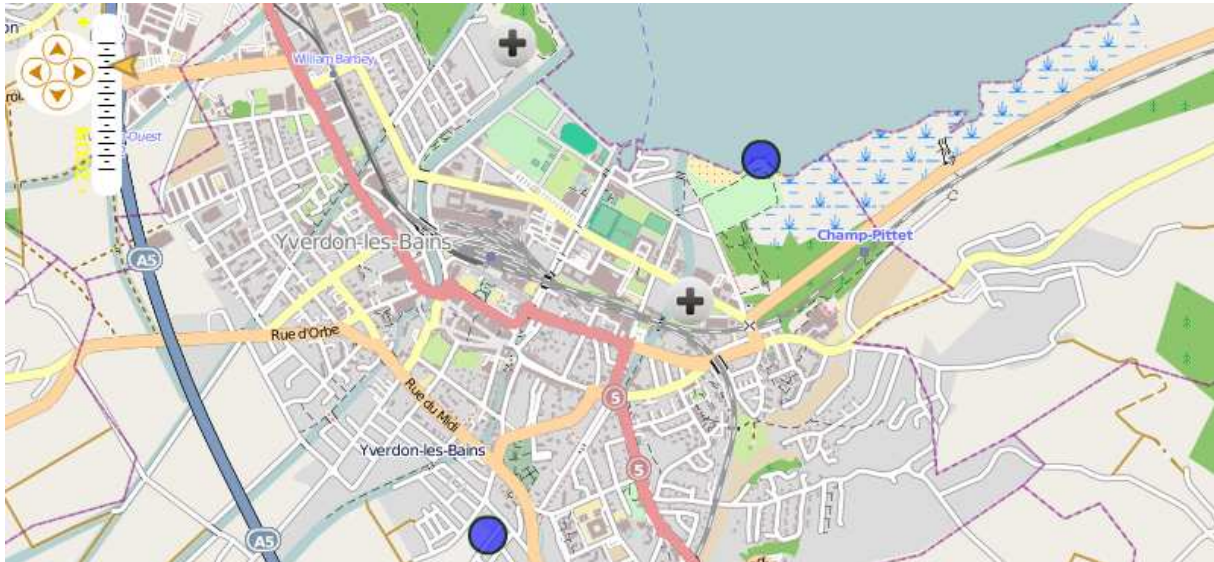 William Barbey
Ouest
A5
Yverdon-les-Bains
Champ-Pittet
Rue d'Orbe
Rue du Midi
5
Yverdon-les-Bains
5
A5